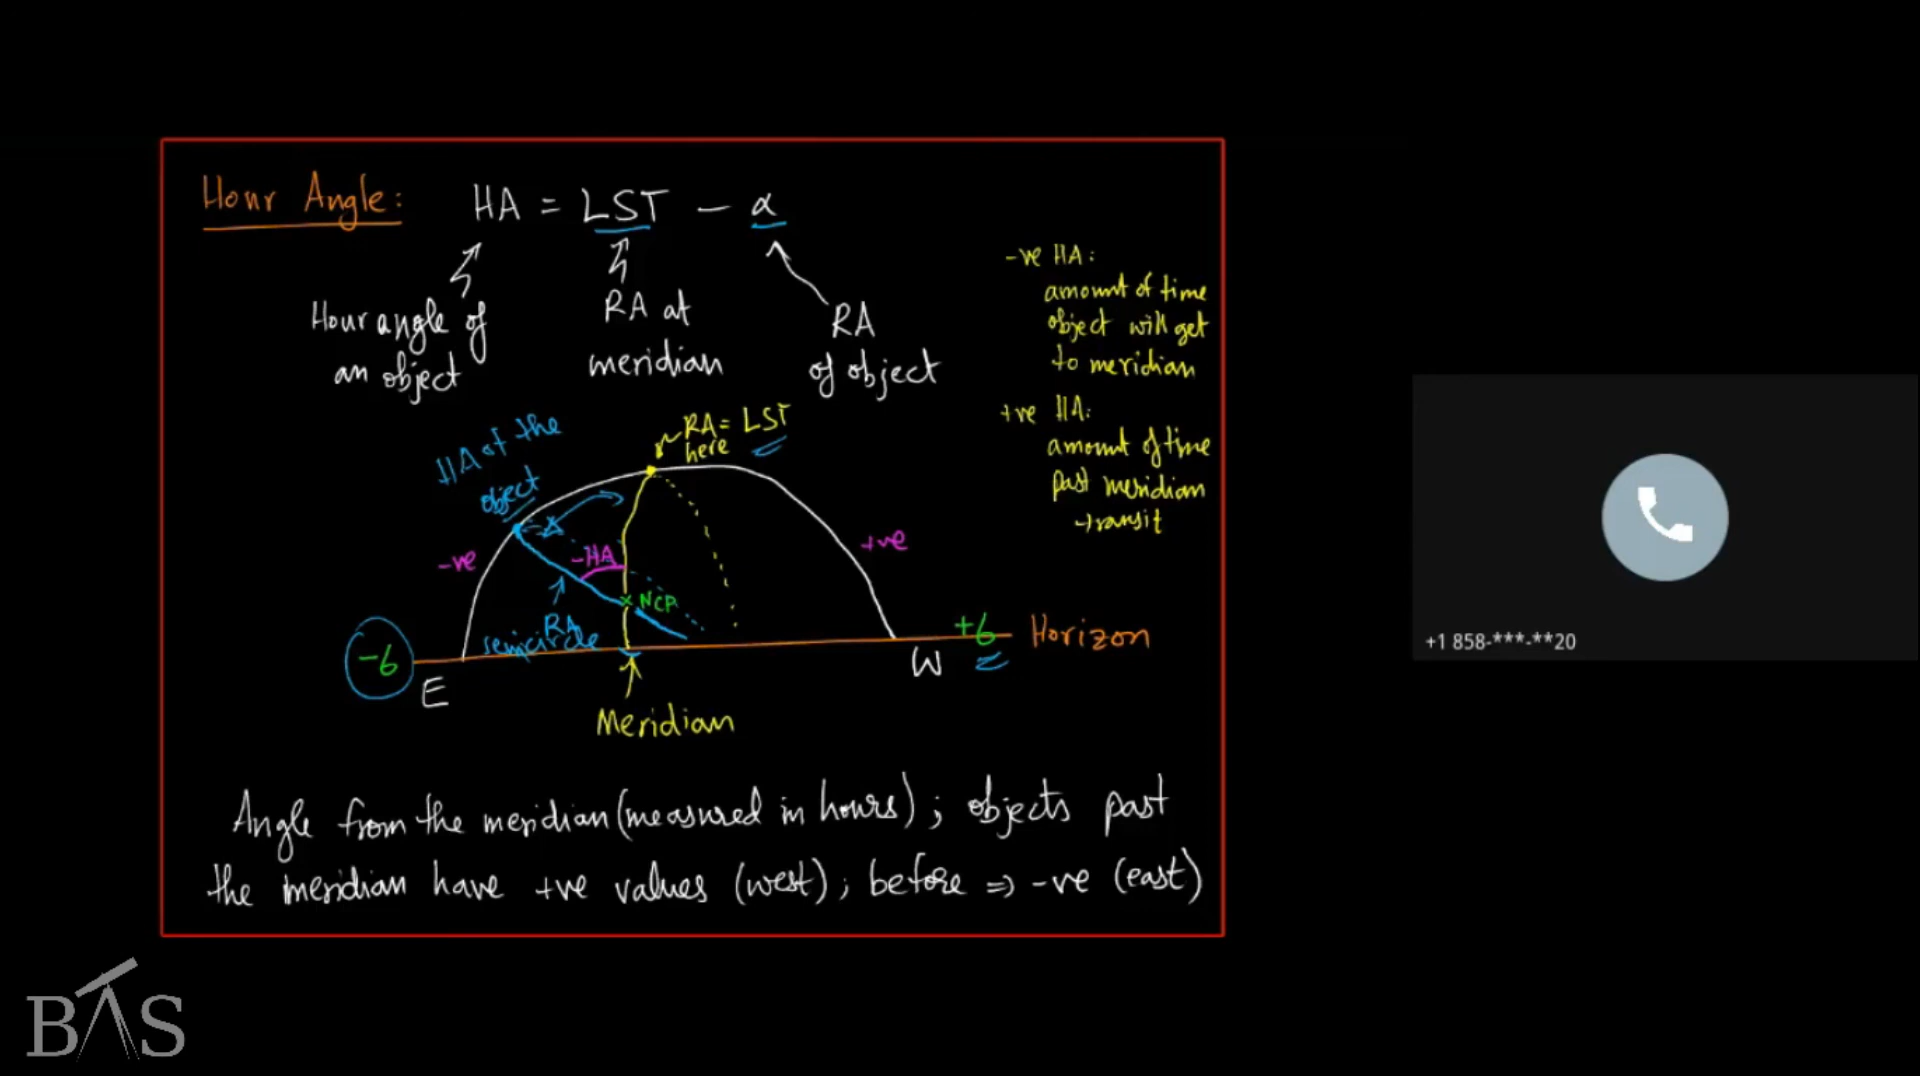 Hour Angle:
HA = LST - α
Hour angle of
an object
RA at
meridian
RA
of object
-ve HA:
amount of time
object will get
to meridian
+ve HA:
amount of time
past meridian
transit
HA of the
object
RA = LST
here
-ve
-HA
+ve
NCP
RA
semicircle
-6
+6
Horizon
E
W
Meridian
Angle from the meridian (measured in hours); objects past
the meridian have +ve values (west); before => -ve (east)
+1 858-***-**20
BAS